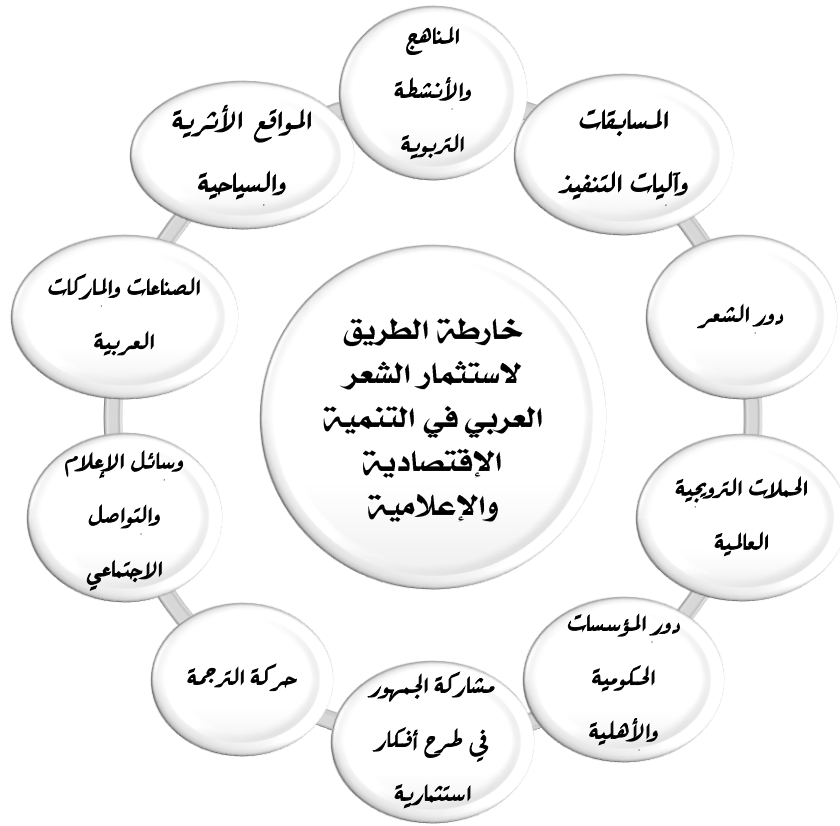 خارطة الطريق
لاستثمار الشعر
العربي في التنمية
الإقتصادية
والإعلامية
المناهج
والأنشطة
التربوية
المسابقات
وآليات التنفيذ
دور الشعر
الحملات الترويجية
العالمية
دور المؤسسات
الحكومية
والأهلية
مشاركة الجمهور
في طرح أفكار
استثمارية
حركة الترجمة
وسائل الإعلام
والتواصل
الاجتماعي
الصناعات والماركات
العربية
المواقع الأثرية
والسياحية